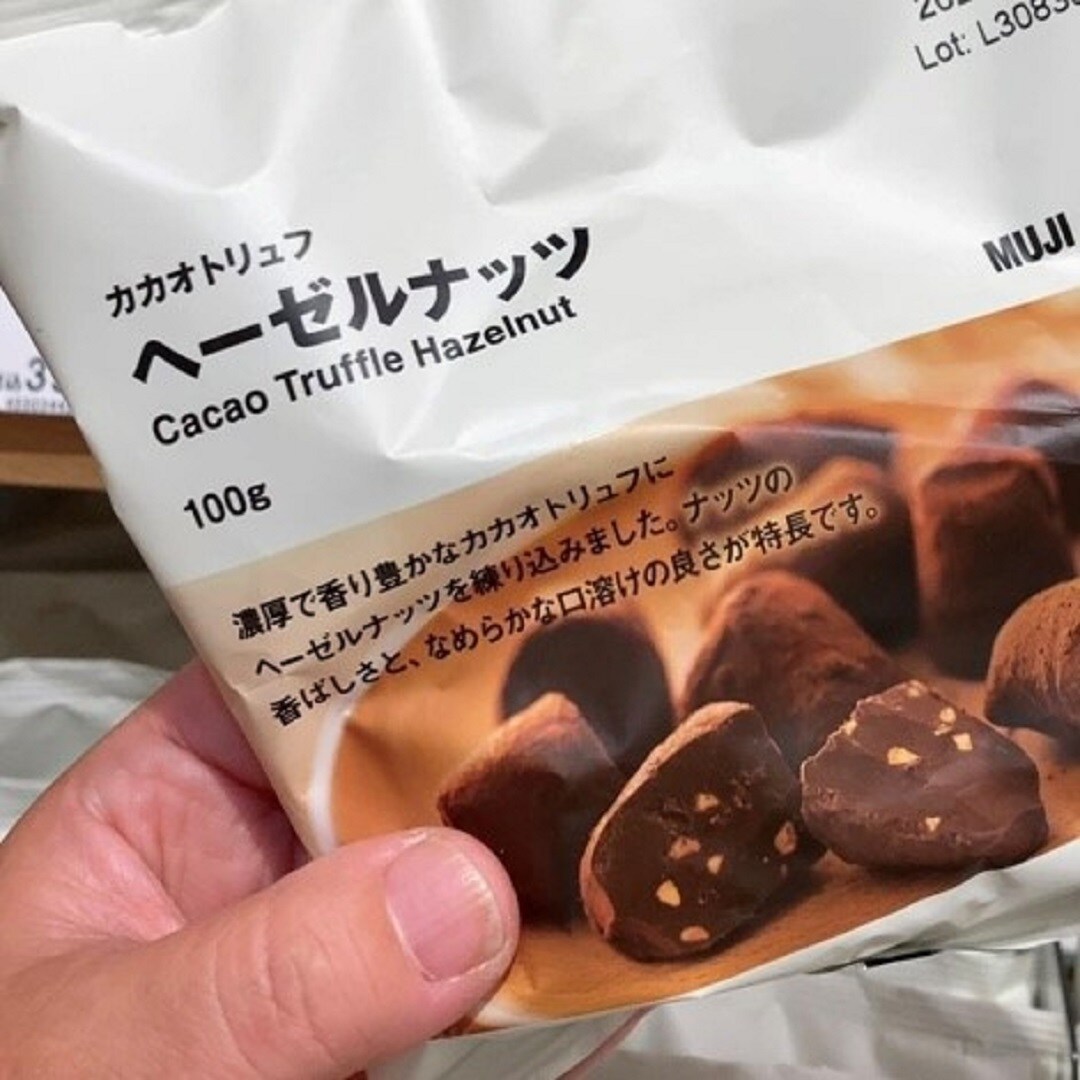 Lot: L3083
MUJI
カカオトリュフ
ヘーゼルナッツ
Cacao Truffle Hazelnut
100g
濃厚で香り豊かなカカオトリュフに
ヘーゼルナッツを練り込みました。ナッツの
香ばしさと、なめらかな口溶けの良さが特長です。